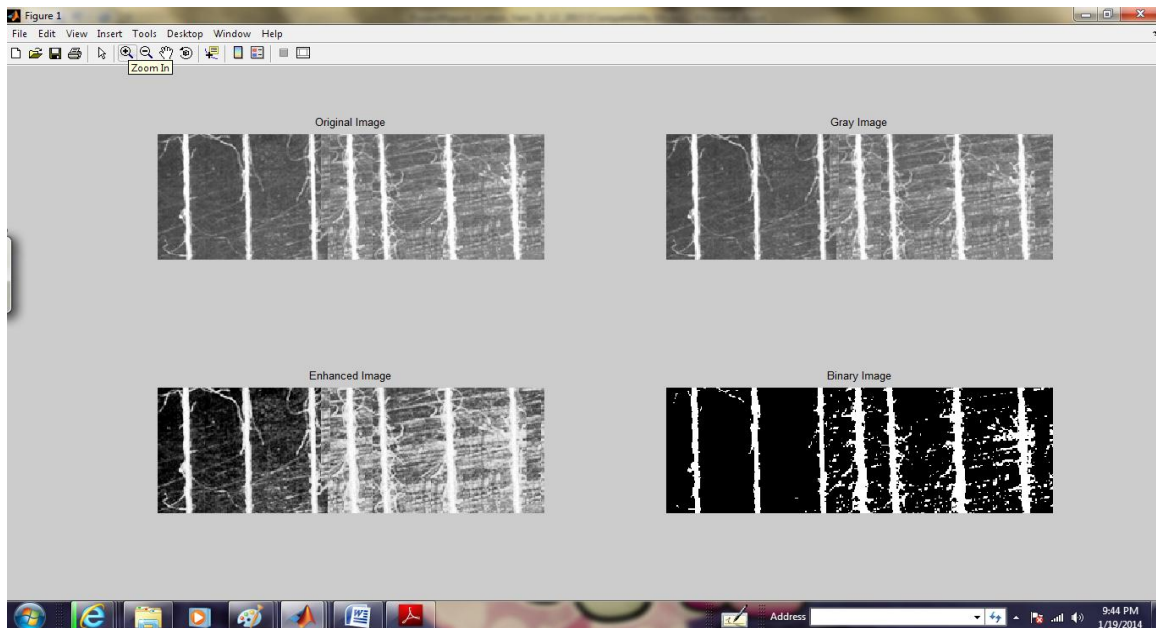 Figure 1
File Edit View Insert Tools Desktop Window Help
Zoom In
Original Image
Gray Image
Enhanced Image
Binary Image
Address
9:44 PM
1/19/2014